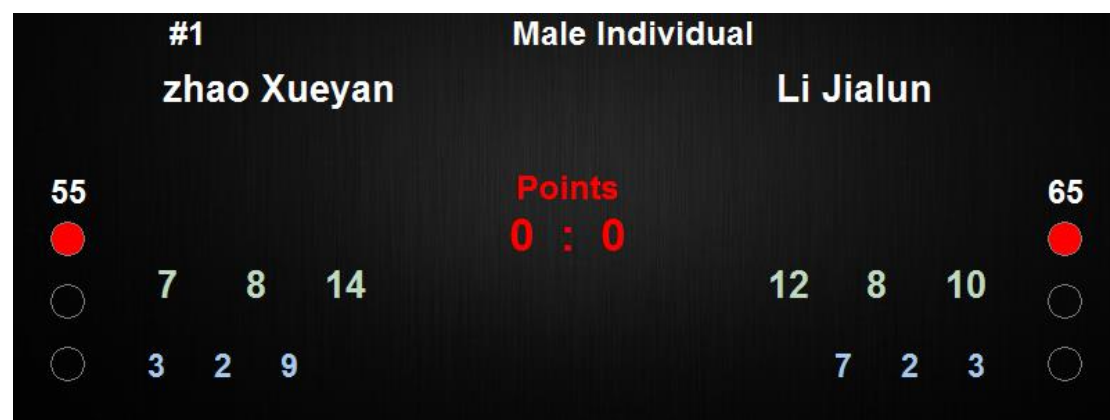 #1 Male Individual
zhao Xueyan Li Jialun
55 Points 65
0 : 0
7 8 14 12 8 10
3 2 9 7 2 3